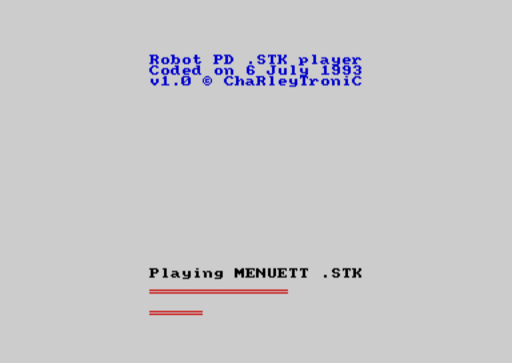 Robot PD .STK player
Coded on 6 July 1993
v1.0 © ChaRleyTroniC
Playing MENUETT .STK